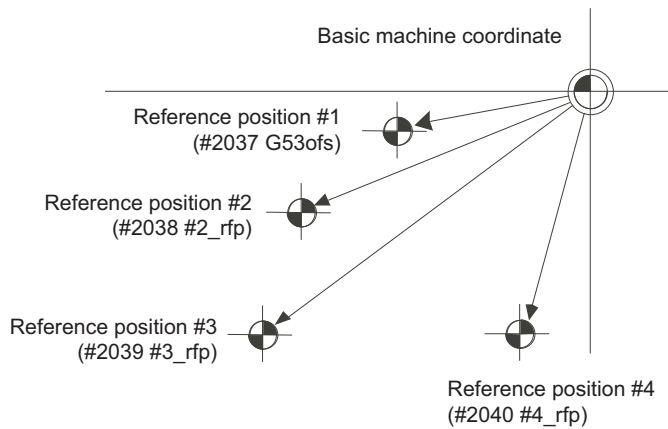 Basic machine coordinate
Reference position #1
(#2037 G53ofs)
Reference position #2
(#2038 #2_rfp)
Reference position #3
(#2039 #3_rfp)
Reference position #4
(#2040 #4_rfp)